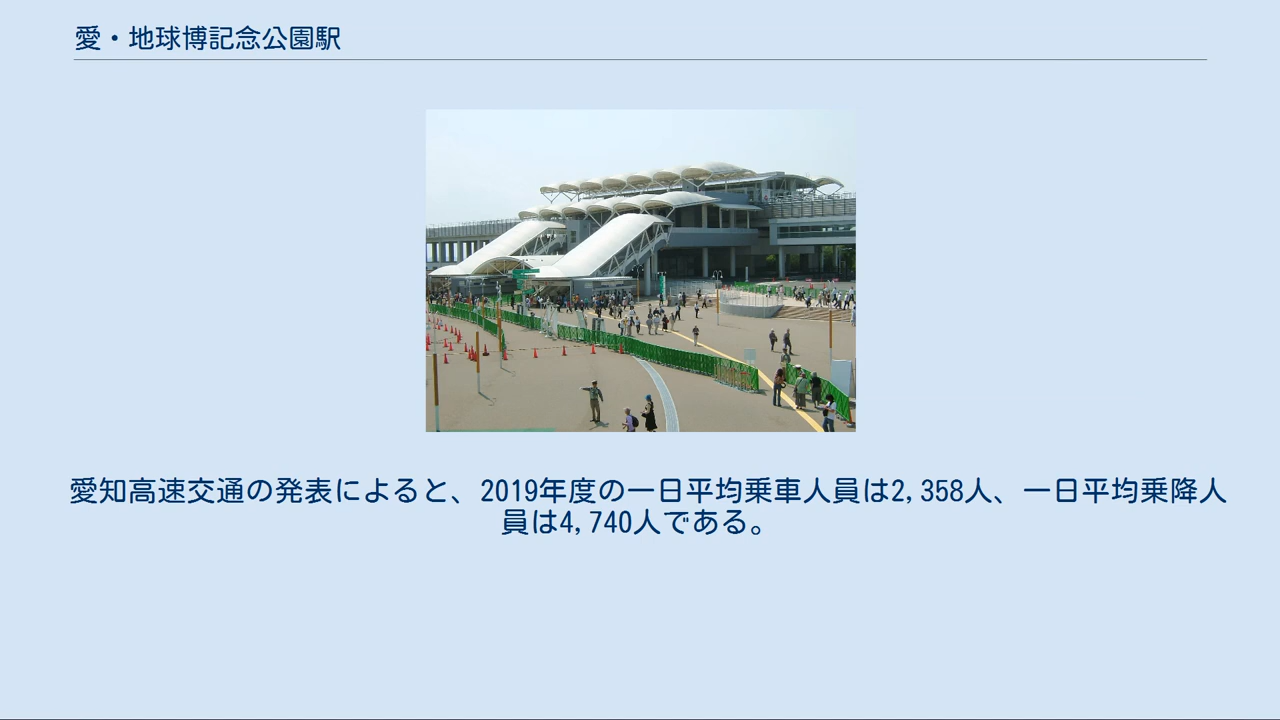 愛・地球博記念公園駅
愛知高速交通の発表によると、2019年度の一日平均乗車人員は2,358人、一日平均乗降人
員は4,740人である。